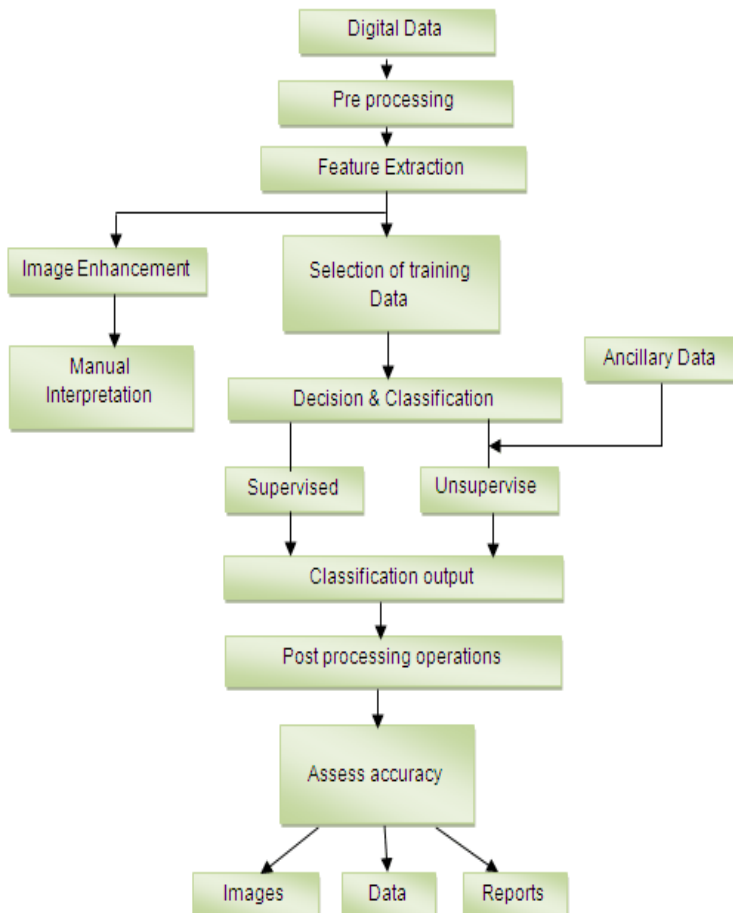 Digital Data
Pre processing
Feature Extraction
Image Enhancement
Selection of training
Data
Manual
Interpretation
Ancillary Data
Decision & Classification
Supervised
Unsupervise
Classification output
Post processing operations
Assess accuracy
Images
Data
Reports